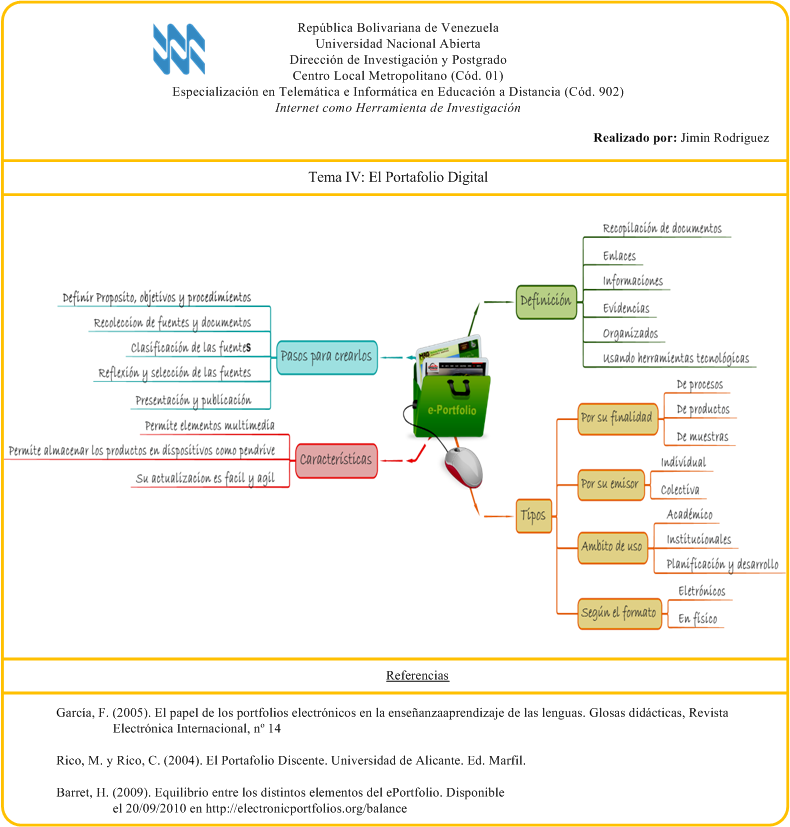 República Bolivariana de Venezuela
Universidad Nacional Abierta
Dirección de Investigación y Postgrado
Centro Local Metropolitano (Cód. 01)
Especialización en Telemática e Informática en Educación a Distancia (Cód. 902)
Internet como Herramienta de Investigación
Realizado por: Jimin Rodríguez
Tema IV: El Portafolio Digital
Definición
Recopilación de documentos
Enlaces
Informaciones
Evidencias
Organizados
Usando herramientas tecnológicas
Pasos para crearlos
Definir Proposito, objetivos y procedimientos
Recoleccion de fuentes y documentos
Clasificación de las fuentes
Reflexión y selección de las fuentes
Presentación y publicación
Características
Permite elementos multimedia
Permite almacenar los productos en dispositivos como pendrive
Su actualizacion es facil y agil
e-Portfolio
Tipos
Por su finalidad
De procesos
De productos
De muestras
Por su emisor
Individual
Colectiva
Ambito de uso
Académico
Institucionales
Planificación y desarrollo
Según el formato
Eletrónicos
En físico
Referencias
García, F. (2005). El papel de los portfolios electrónicos en la enseñanzaaprendizaje de las lenguas. Glosas didácticas, Revista
Electrónica Internacional, nº 14
Rico, M. y Rico, C. (2004). El Portafolio Discente. Universidad de Alicante. Ed. Marfil.
Barret, H. (2009). Equilibrio entre los distintos elementos del ePortfolio. Disponible
el 20/09/2010 en http://electronicportfolios.org/balance